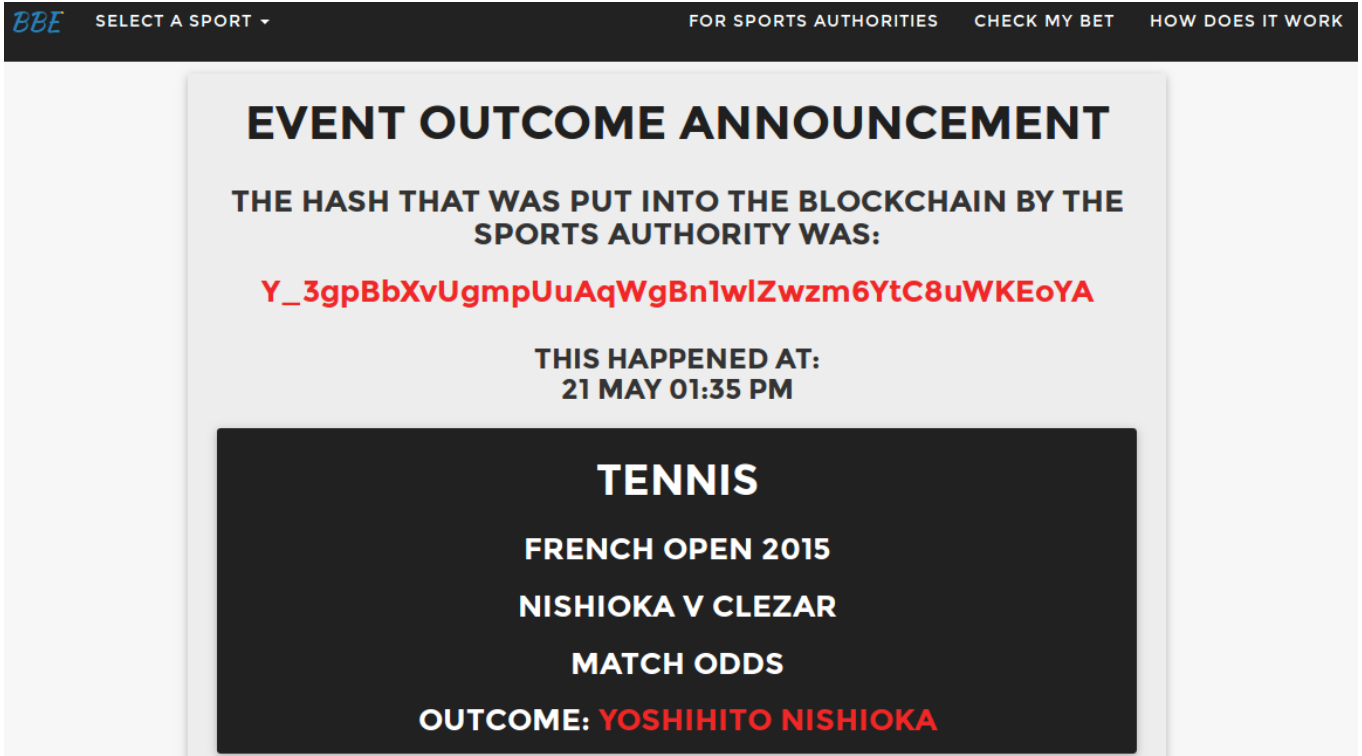 BBE SELECT A SPORT FOR SPORTS AUTHORITIES CHECK MY BET HOW DOES IT WORK
EVENT OUTCOME ANNOUNCEMENT
THE HASH THAT WAS PUT INTO THE BLOCKCHAIN BY THE
SPORTS AUTHORITY WAS:
Y_3gpBbXvUgmpUuAqWgBn1wlZwzm6YtC8uWKEoYA
THIS HAPPENED AT:
21 MAY 01:35 PM
TENNIS
FRENCH OPEN 2015
NISHIOKA V CLEZAR
MATCH ODDS
OUTCOME: YOSHIHITO NISHIOKA